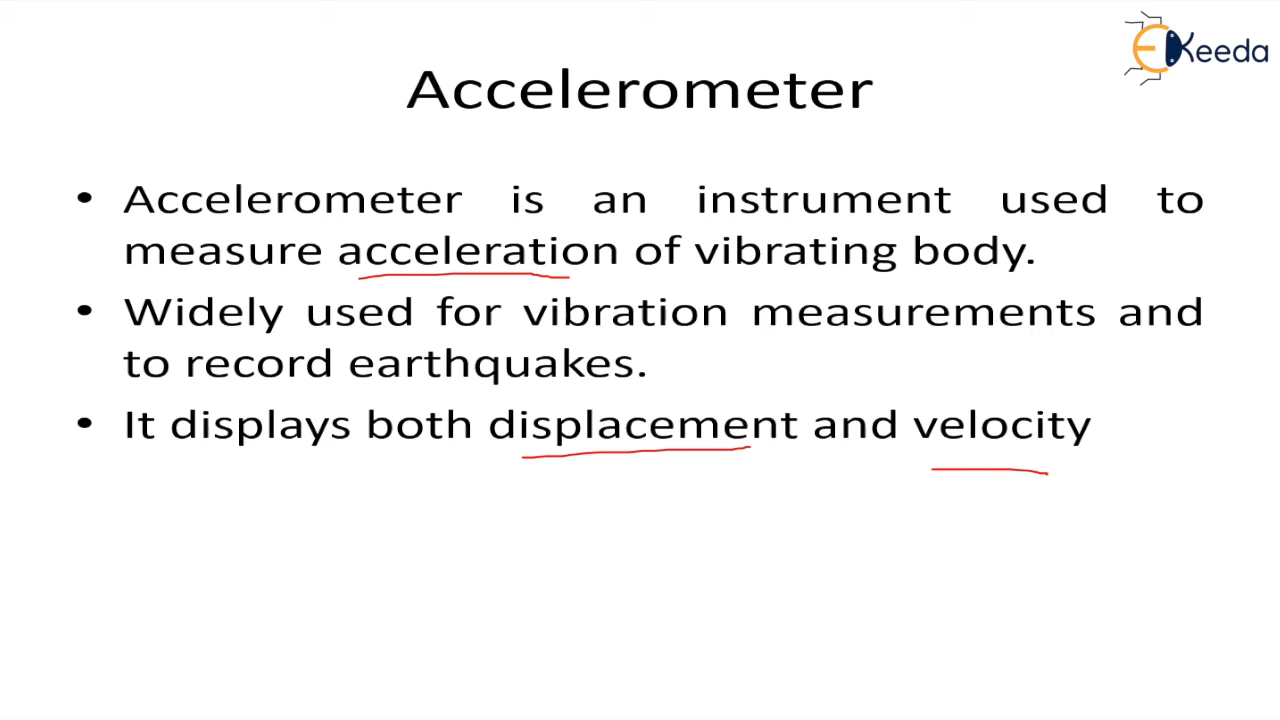 EKeeda
Accelerometer
• Accelerometer is an instrument used to
measure acceleration of vibrating body.
• Widely used for vibration measurements and
to record earthquakes.
• It displays both displacement and velocity